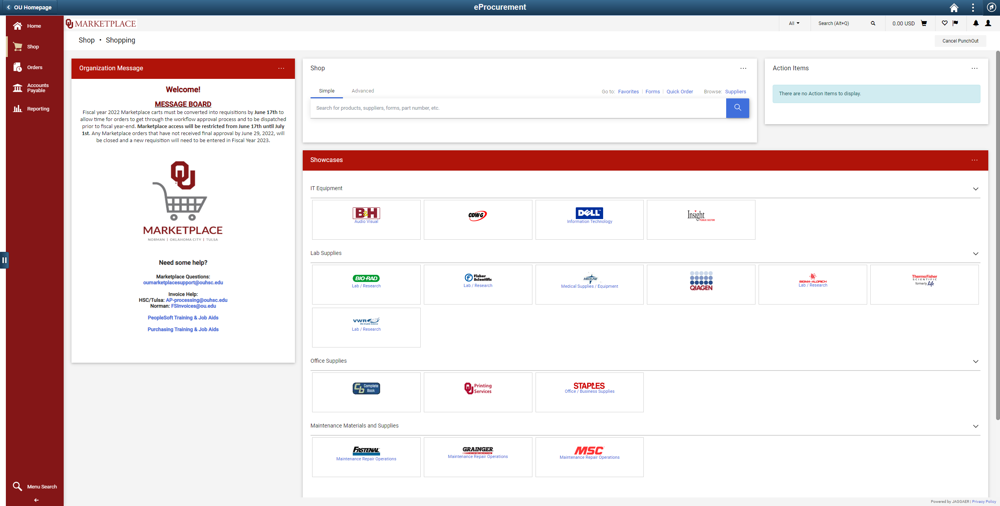 OU Homepage
eProcurement
Home
Shop
Orders
Accounts
Payable
Reporting
Menu Search
OU MARKETPLACE
All
Search (Alt+Q)
0.00 USD
Shop • Shopping
Cancel PunchOut
Organization Message
Welcome!
MESSAGE BOARD
Fiscal year 2022 Marketplace carts must be converted into requisitions by June 17th to
allow time for orders to get through the workflow approval process and to be dispatched
prior to fiscal year-end. Marketplace access will be restricted from June 17th until July
1st. Any Marketplace orders that have not received final approval by June 29, 2022, will
be closed and a new requisition will need to be entered in Fiscal Year 2023.
OU
MARKETPLACE
NORMAN | OKLAHOMA CITY | TULSA
Need some help?
Marketplace Questions:
oumarketplacesupport@ouhsc.edu
Invoice Help:
HSC/Tulsa: AP-processing@ouhsc.edu
Norman: FSInvoices@ou.edu
PeopleSoft Training & Job Aids
Purchasing Training & Job Aids
Shop
Simple
Advanced
Go to: Favorites | Forms | Quick Order
Browse: Suppliers
Search for products, suppliers, forms, part number, etc.
Action Items
There are no Action Items to display.
Showcases
IT Equipment
B&H
Audio Visual
CDW·G
DELL™
Information Technology
Insight
PUBLIC SECTOR
Lab Supplies
BIO-RAD
Lab / Research
Fisher
Scientific
Lab / Research
MEDLINE
Medical Supplies / Equipment
QIAGEN
SIGMA-ALDRICH
Lab / Research
ThermoFisher
SCIENTIFIC
formerly life
VWR
We Enable Science
Lab / Research
Office Supplies
Cb Complete
Book
OU Printing
Services
STAPLES
Office / Business Supplies
Maintenance Materials and Supplies
FASTENAL
Maintenance Repair Operations
GRAINGER
Maintenance Repair Operations
MSC
Maintenance Repair Operations
Powered by JAGGAER | Privacy Policy